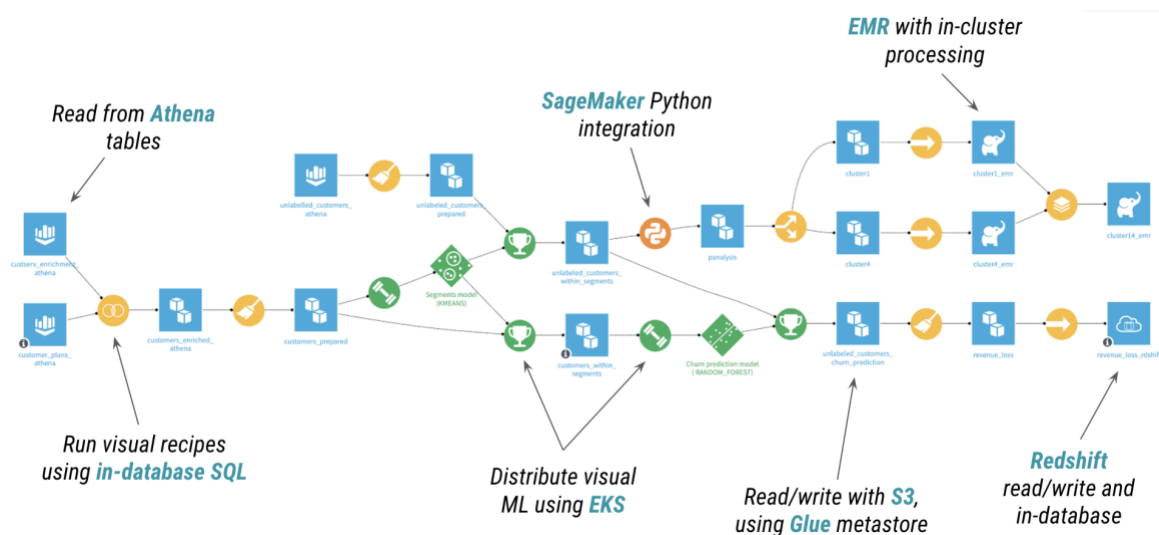 EMR with in-cluster
processing
Read from Athena
tables
SageMaker Python
integration
unlabelled_customers_
athena
unlabeled_customers_
prepared
cluster1
cluster1_emr
custserv_enrichment_
athena
Segments model
(KMEANS)
unlabeled_customers_
within_segments
panalysis
cluster4
cluster4_emr
cluster14_emr
customer_plans_
athena
customers_enriched_
athena
customers_prepared
customers_within_
segments
Churn prediction model
(RANDOM_FOREST)
unlabeled_customers_
churn_prediction
revenue_loss
revenue_loss_rdshif
Run visual recipes
using in-database SQL
Distribute visual
ML using EKS
Read/write with S3,
using Glue metastore
Redshift
read/write and
in-database